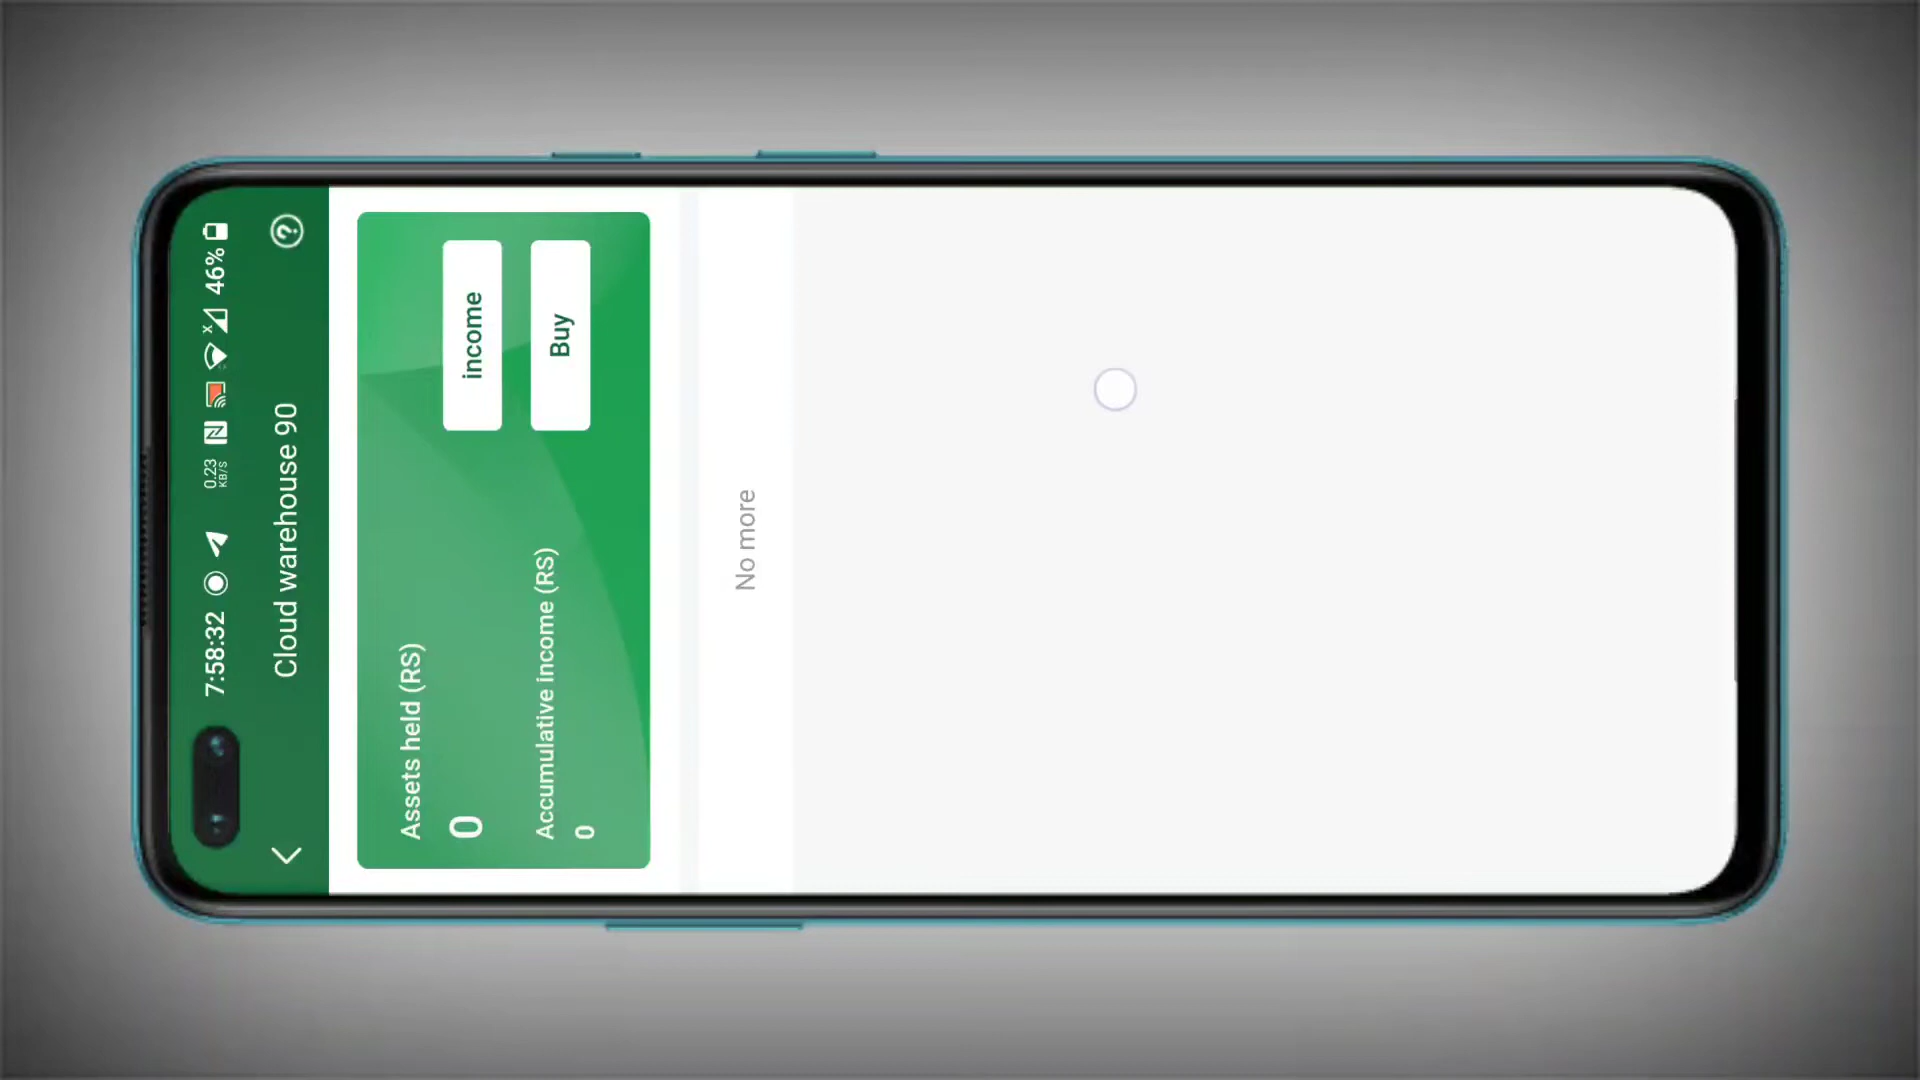 7:58:32 0.23 KB/S x 46%
Cloud warehouse 90
Assets held (RS)
0
income
Accumulative income (RS)
0
Buy
No more